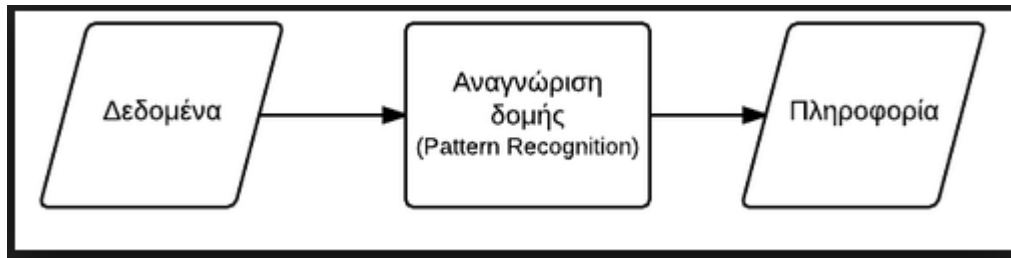 Δεδομένα
Αναγνώριση
δομής
(Pattern Recognition)
Πληροφορία